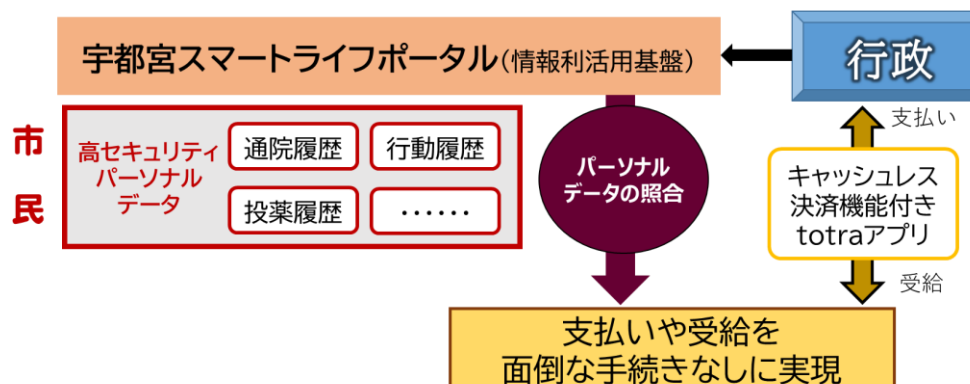 宇都宮スマートライフポータル(情報利活用基盤)
行政
市
民
高セキュリティ
パーソナル
データ
通院履歴
行動履歴
投薬履歴
……
パーソナル
データの照合
支払い
キャッシュレス
決済機能付き
totraアプリ
受給
支払いや受給を
面倒な手続きなしに実現